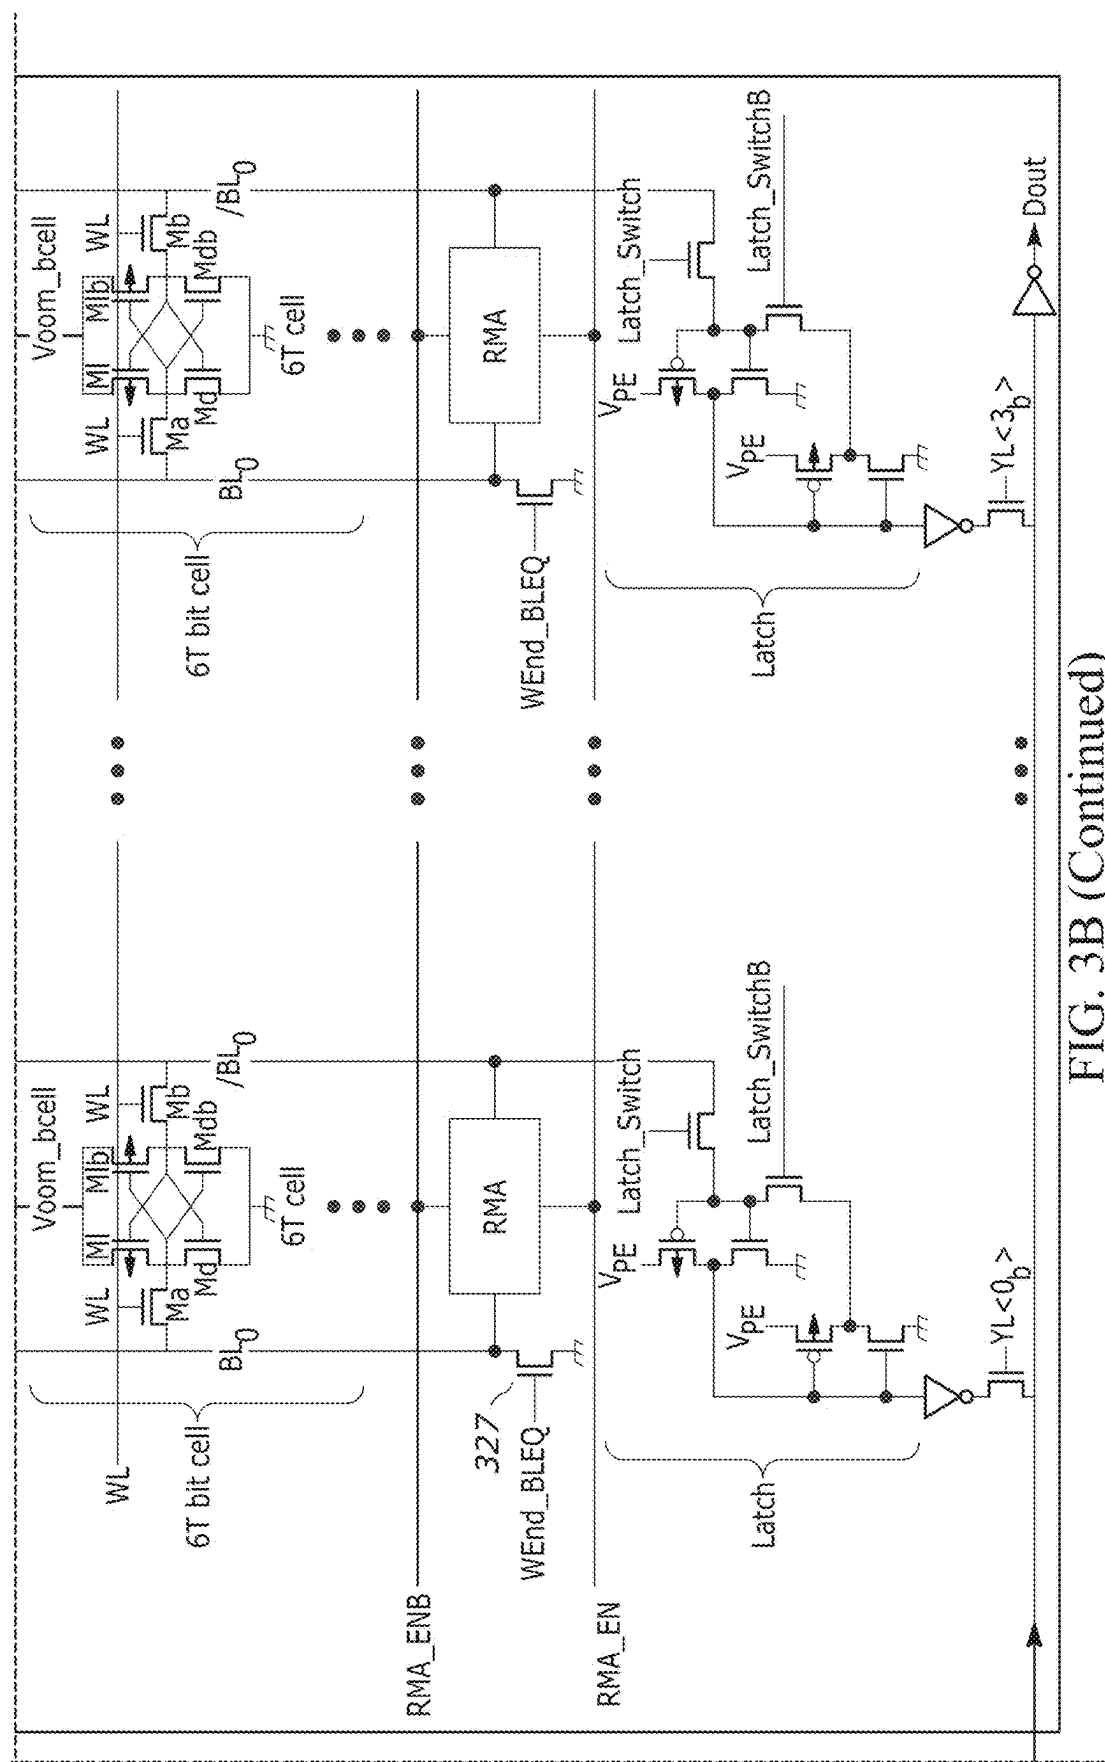 WL
6T bit cell
Voom_bcell
WL
Ml
Mlb
WL
Ma
Md
Mdb
Mb
6T cell
BL0
/BL0
RMA_ENB
RMA
327
WEnd_BLEQ
RMA_EN
Latch
VPE
Latch_Switch
VPE
Latch_SwitchB
YL<0b>
6T bit cell
Voom_bcell
WL
Ml
Mlb
WL
Ma
Md
Mdb
Mb
6T cell
BL0
/BL0
RMA
WEnd_BLEQ
Latch
VPE
Latch_Switch
VPE
Latch_SwitchB
YL<3b>
Dout
FIG. 3B (Continued)